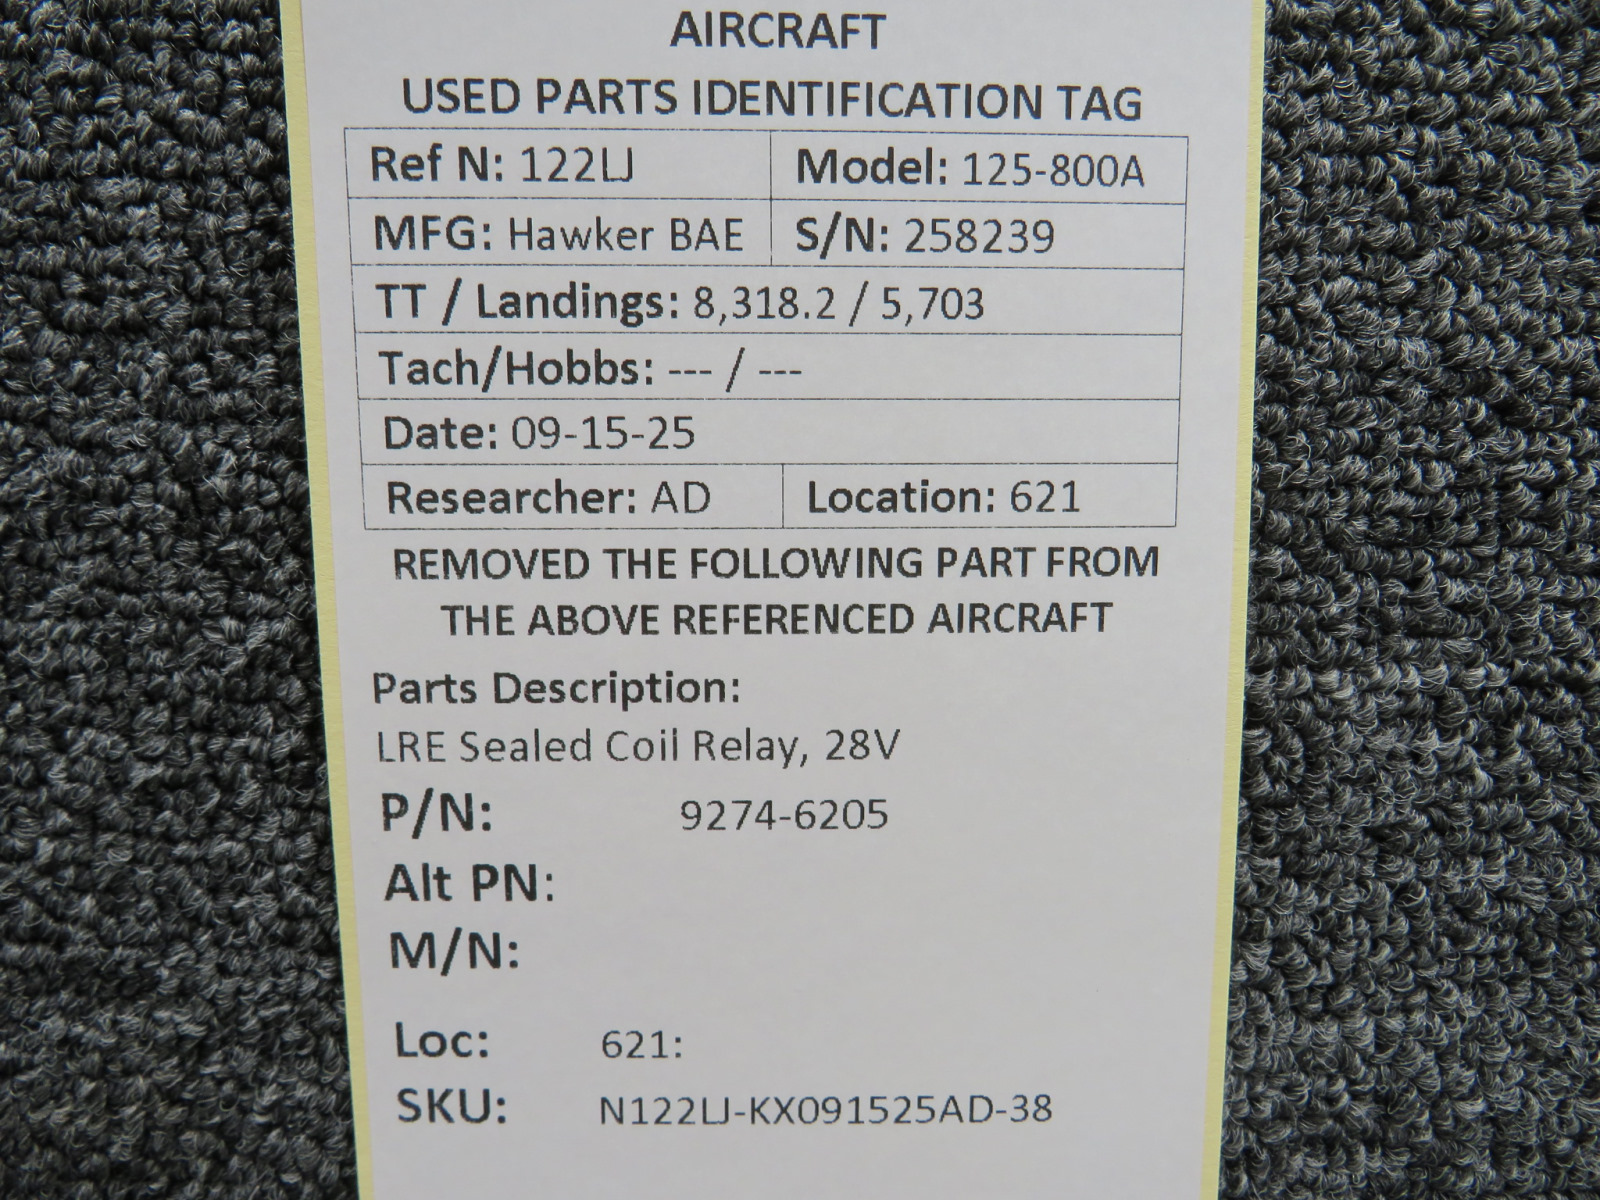 AIRCRAFT
USED PARTS IDENTIFICATION TAG
Ref N: 122LJ Model: 125-800A
MFG: Hawker BAE S/N: 258239
TT / Landings: 8,318.2 / 5,703
Tach/Hobbs: --- / ---
Date: 09-15-25
Researcher: AD Location: 621
REMOVED THE FOLLOWING PART FROM
THE ABOVE REFERENCED AIRCRAFT
Parts Description:
LRE Sealed Coil Relay, 28V
P/N: 9274-6205
Alt PN:
M/N:
Loc: 621:
SKU: N122LJ-KX091525AD-38